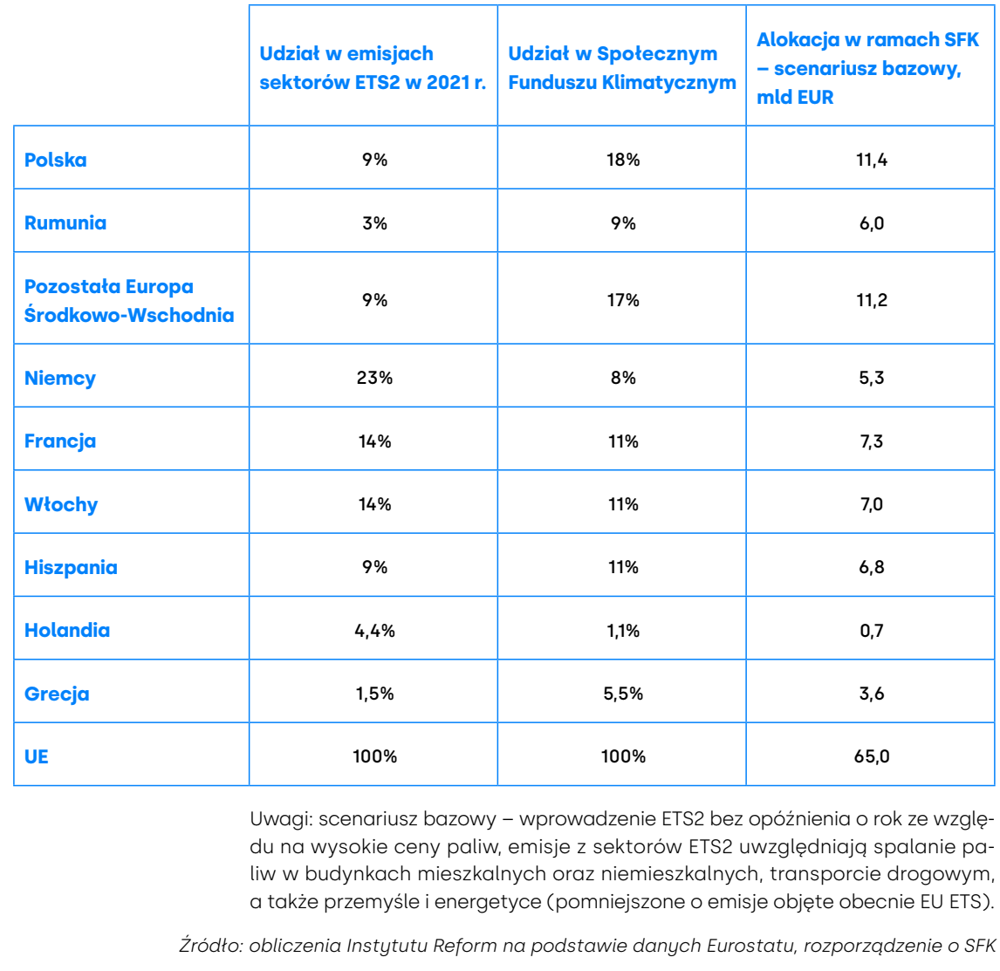 Udział w emisjach
sektorów ETS2 w 2021 r.
Udział w Społecznym
Funduszu Klimatycznym
Alokacja w ramach SFK
– scenariusz bazowy,
mld EUR
Polska 9% 18% 11,4
Rumunia 3% 9% 6,0
Pozostała Europa
Środkowo-Wschodnia 9% 17% 11,2
Niemcy 23% 8% 5,3
Francja 14% 11% 7,3
Włochy 14% 11% 7,0
Hiszpania 9% 11% 6,8
Holandia 4,4% 1,1% 0,7
Grecja 1,5% 5,5% 3,6
UE 100% 100% 65,0
Uwagi: scenariusz bazowy – wprowadzenie ETS2 bez opóźnienia o rok ze wzglę-
du na wysokie ceny paliw, emisje z sektorów ETS2 uwzględniają spalanie pa-
liw w budynkach mieszkalnych oraz niemieszkalnych, transporcie drogowym,
a także przemyśle i energetyce (pomniejszone o emisje objęte obecnie EU ETS).
Źródło: obliczenia Instytutu Reform na podstawie danych Eurostatu, rozporządzenie o SFK